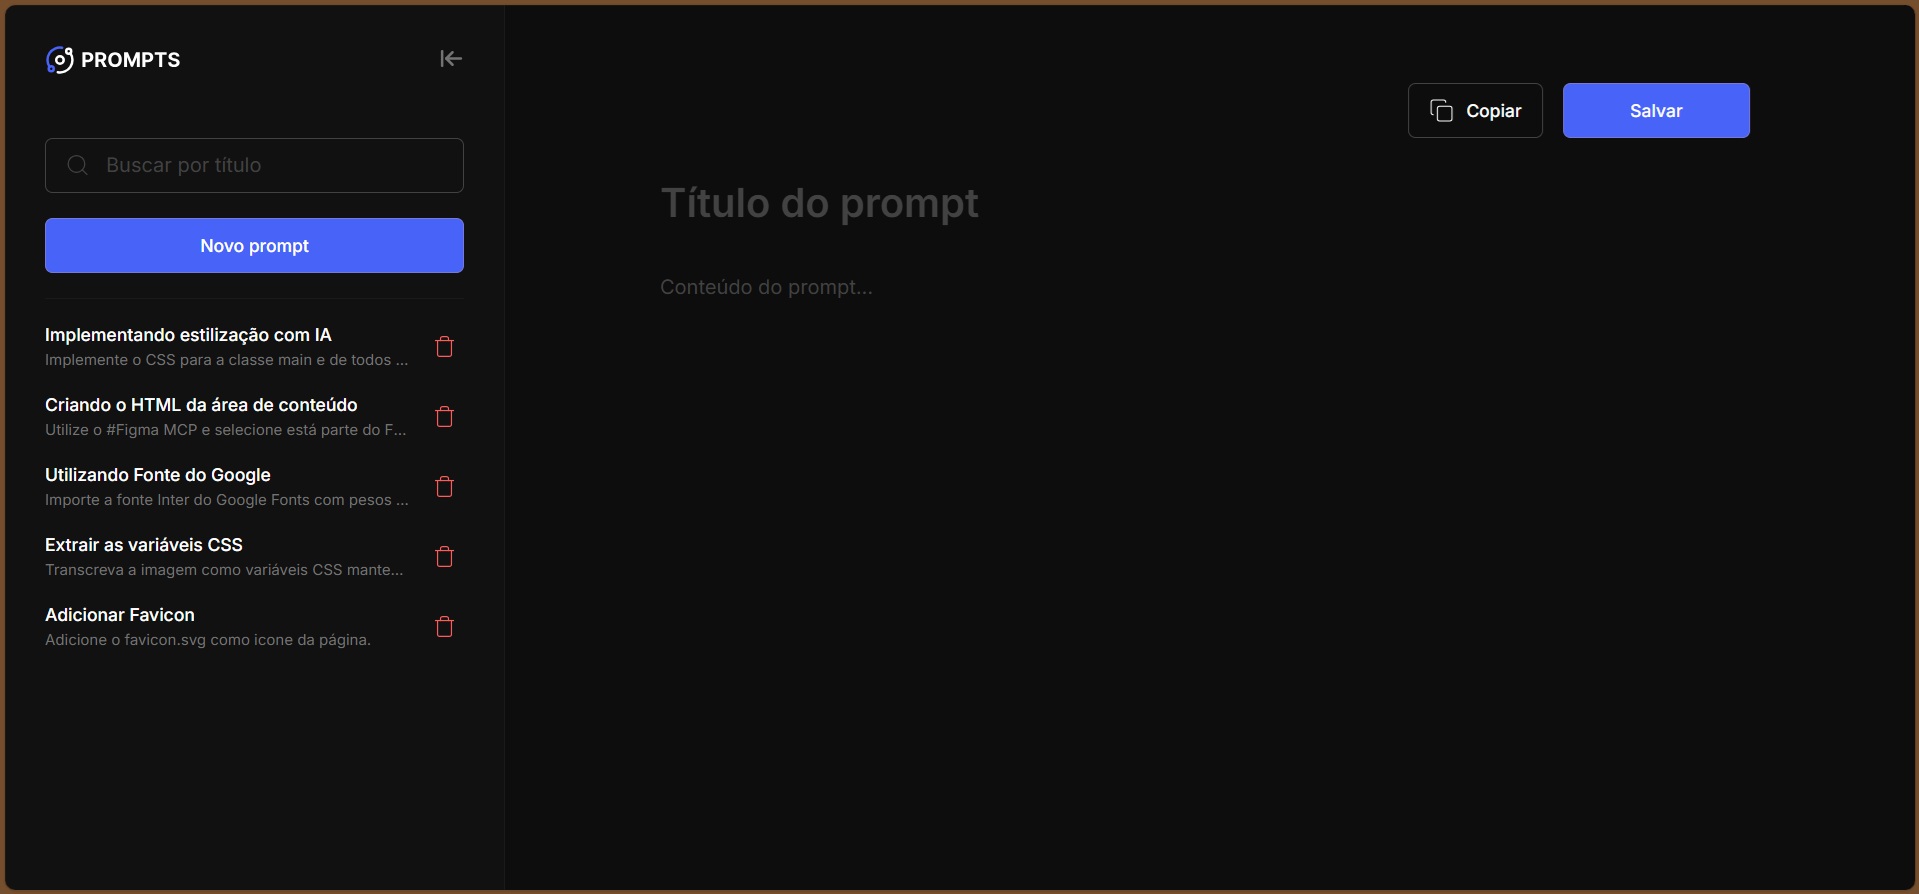 PROMPTS
Buscar por título
Novo prompt
Implementando estilização com IA
Implemente o CSS para a classe main e de todos ...
Criando o HTML da área de conteúdo
Utilize o #Figma MCP e selecione está parte do F...
Utilizando Fonte do Google
Importe a fonte Inter do Google Fonts com pesos ...
Extrair as variáveis CSS
Transcreva a imagem como variáveis CSS mante...
Adicionar Favicon
Adicione o favicon.svg como icone da página.
Copiar
Salvar
Título do prompt
Conteúdo do prompt...